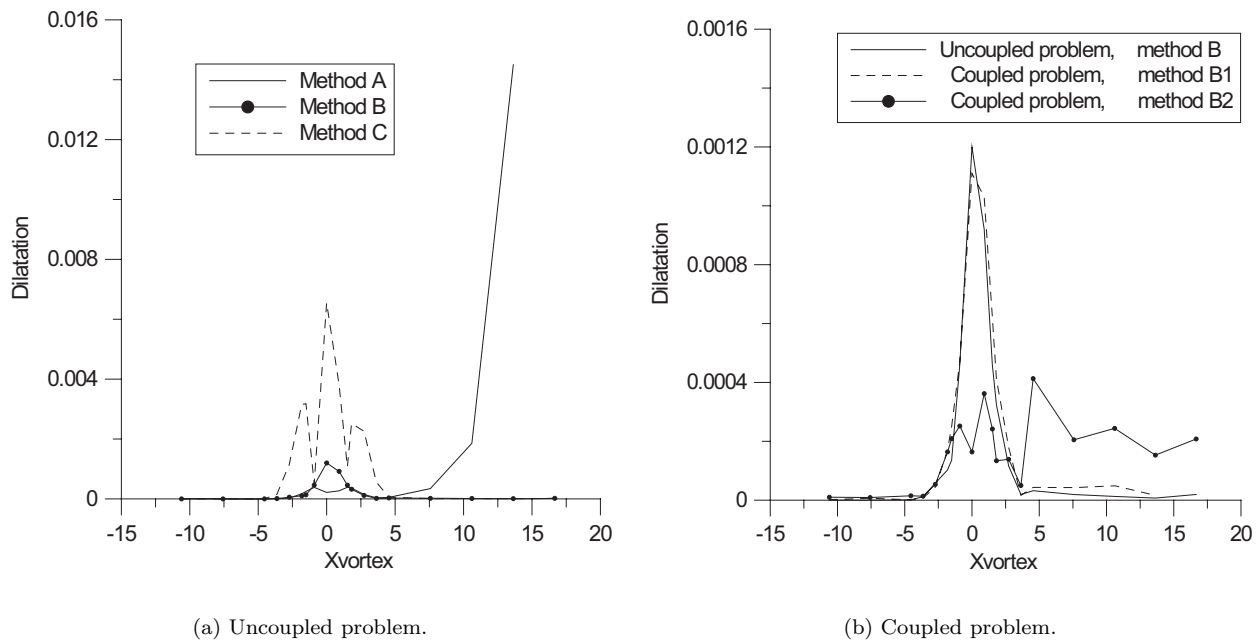 0.016
0.012
0.008
0.004
0
Dilatation
Method A
Method B
Method C
-15 -10 -5 0 5 10 15 20
Xvortex
(a) Uncoupled problem.
0.0016
0.0012
0.0008
0.0004
0
Dilatation
Uncoupled problem, method B
Coupled problem, method B1
Coupled problem, method B2
-15 -10 -5 0 5 10 15 20
Xvortex
(b) Coupled problem.